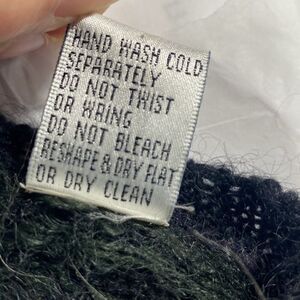 HAND WASH COLD
SEPARATELY
DO NOT TWIST
OR WRING
DO NOT BLEACH
RESHAPE & DRY FLAT
OR DRY CLEAN